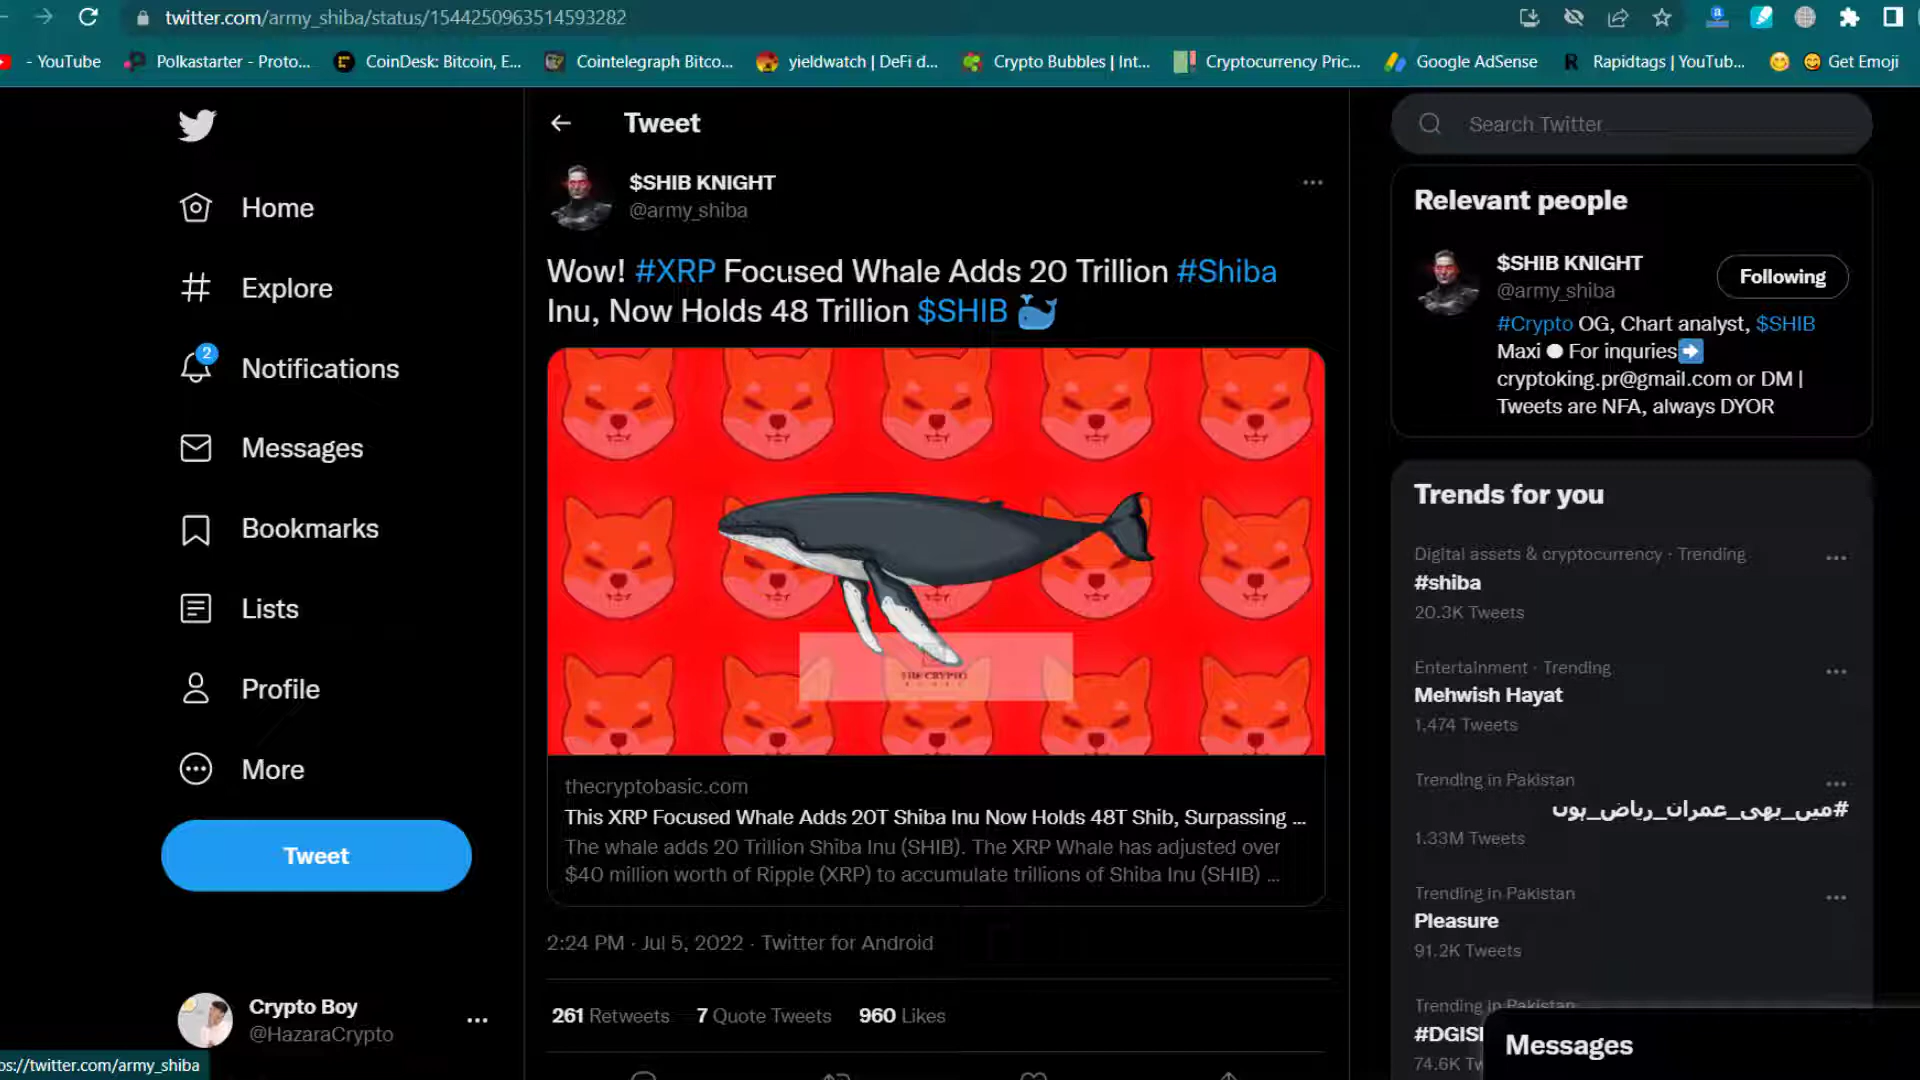 twitter.com/army_shiba/status/1544250963514593282
- YouTube
Polkastarter - Proto...
CoinDesk: Bitcoin, E...
Cointelegraph Bitco...
yieldwatch | DeFi d...
Crypto Bubbles | Int...
Cryptocurrency Pric...
Google AdSense
Rapidtags | YouTub...
Get Emoji
Home
Explore
2
Notifications
Messages
Bookmarks
Lists
Profile
More
Tweet
Crypto Boy
@HazaraCrypto
ps://twitter.com/army_shiba
Tweet
$SHIB KNIGHT
@army_shiba
Wow! #XRP Focused Whale Adds 20 Trillion #Shiba
Inu, Now Holds 48 Trillion $SHIB 🐳
THE CRYPTO
thecryptobasic.com
This XRP Focused Whale Adds 20T Shiba Inu Now Holds 48T Shib, Surpassing ...
The whale adds 20 Trillion Shiba Inu (SHIB). The XRP Whale has adjusted over
$40 million worth of Ripple (XRP) to accumulate trillions of Shiba Inu (SHIB) ...
2:24 PM · Jul 5, 2022 · Twitter for Android
261 Retweets 7 Quote Tweets 960 Likes
Search Twitter
Relevant people
$SHIB KNIGHT
@army_shiba
Following
#Crypto OG, Chart analyst, $SHIB
Maxi ⚪ For inquries➡️
cryptoking.pr@gmail.com or DM |
Tweets are NFA, always DYOR
Trends for you
Digital assets & cryptocurrency · Trending
#shiba
20.3K Tweets
Entertainment · Trending
Mehwish Hayat
1,474 Tweets
Trending in Pakistan
#میں_بھی_عمران_ریاض_ہوں
1.33M Tweets
Trending in Pakistan
Pleasure
91.2K Tweets
Trending in Pakistan
#DGISI
74.6K Tw
Messages